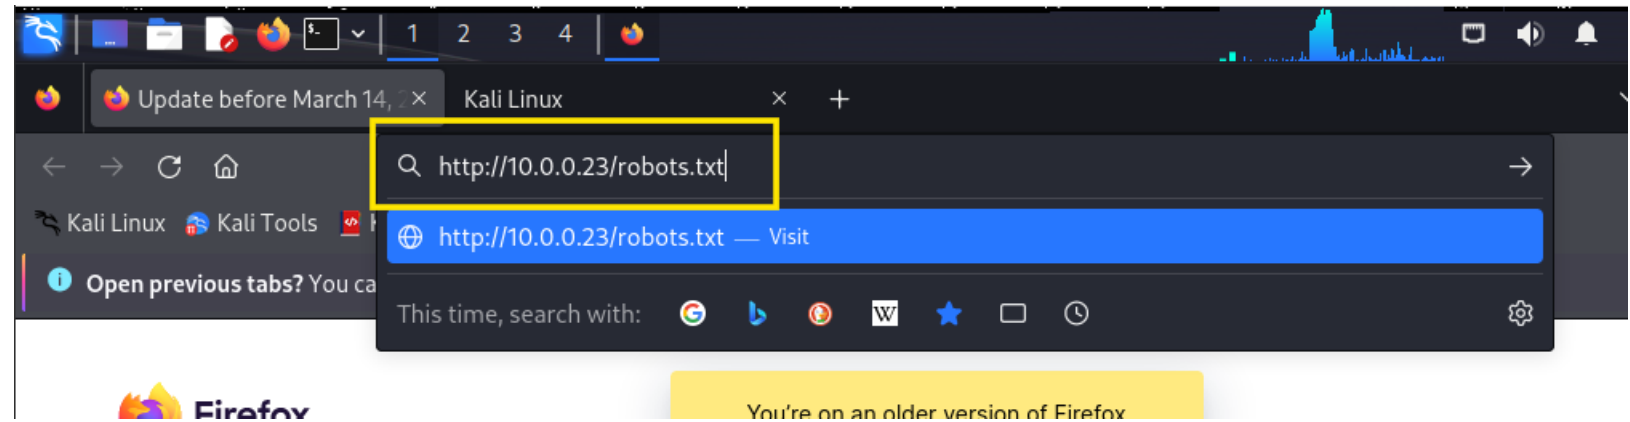 1 2 3 4
Update before March 14, 2
Kali Linux
http://10.0.0.23/robots.txt
Kali Linux Kali Tools
http://10.0.0.23/robots.txt — Visit
Open previous tabs? You ca
This time, search with:
W
Firefox
You're on an older version of Firefox